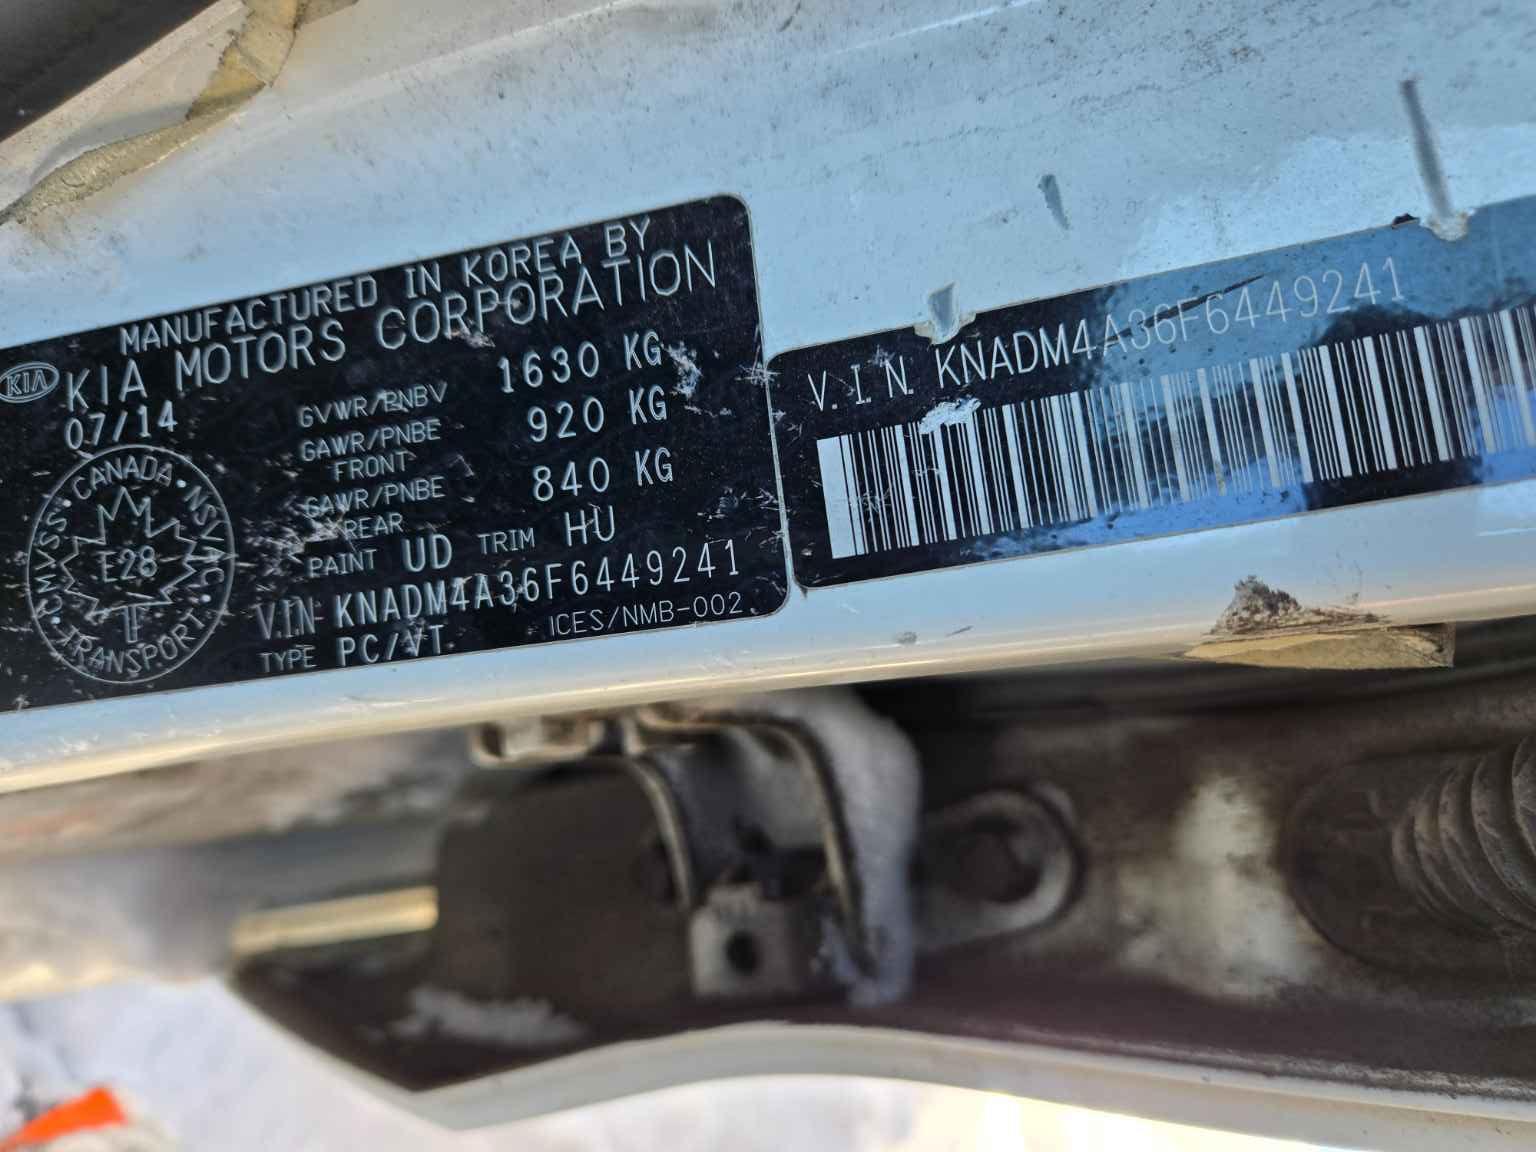 MANUFACTURED IN KOREA BY
KIA KIA MOTORS CORPORATION
07/14
GVWR/PNBV 1630 KG
GAWR/PNBE FRONT 920 KG
GAWR/PNBE REAR 840 KG
PAINT UD TRIM HU
V.I.N KNADM4A36F6449241
TYPE PC/VT ICES/NMB-002
CANADA · NSVAC · TRANSPORT · CMVSS ·
E28
T
V.I.N. KNADM4A36F6449241